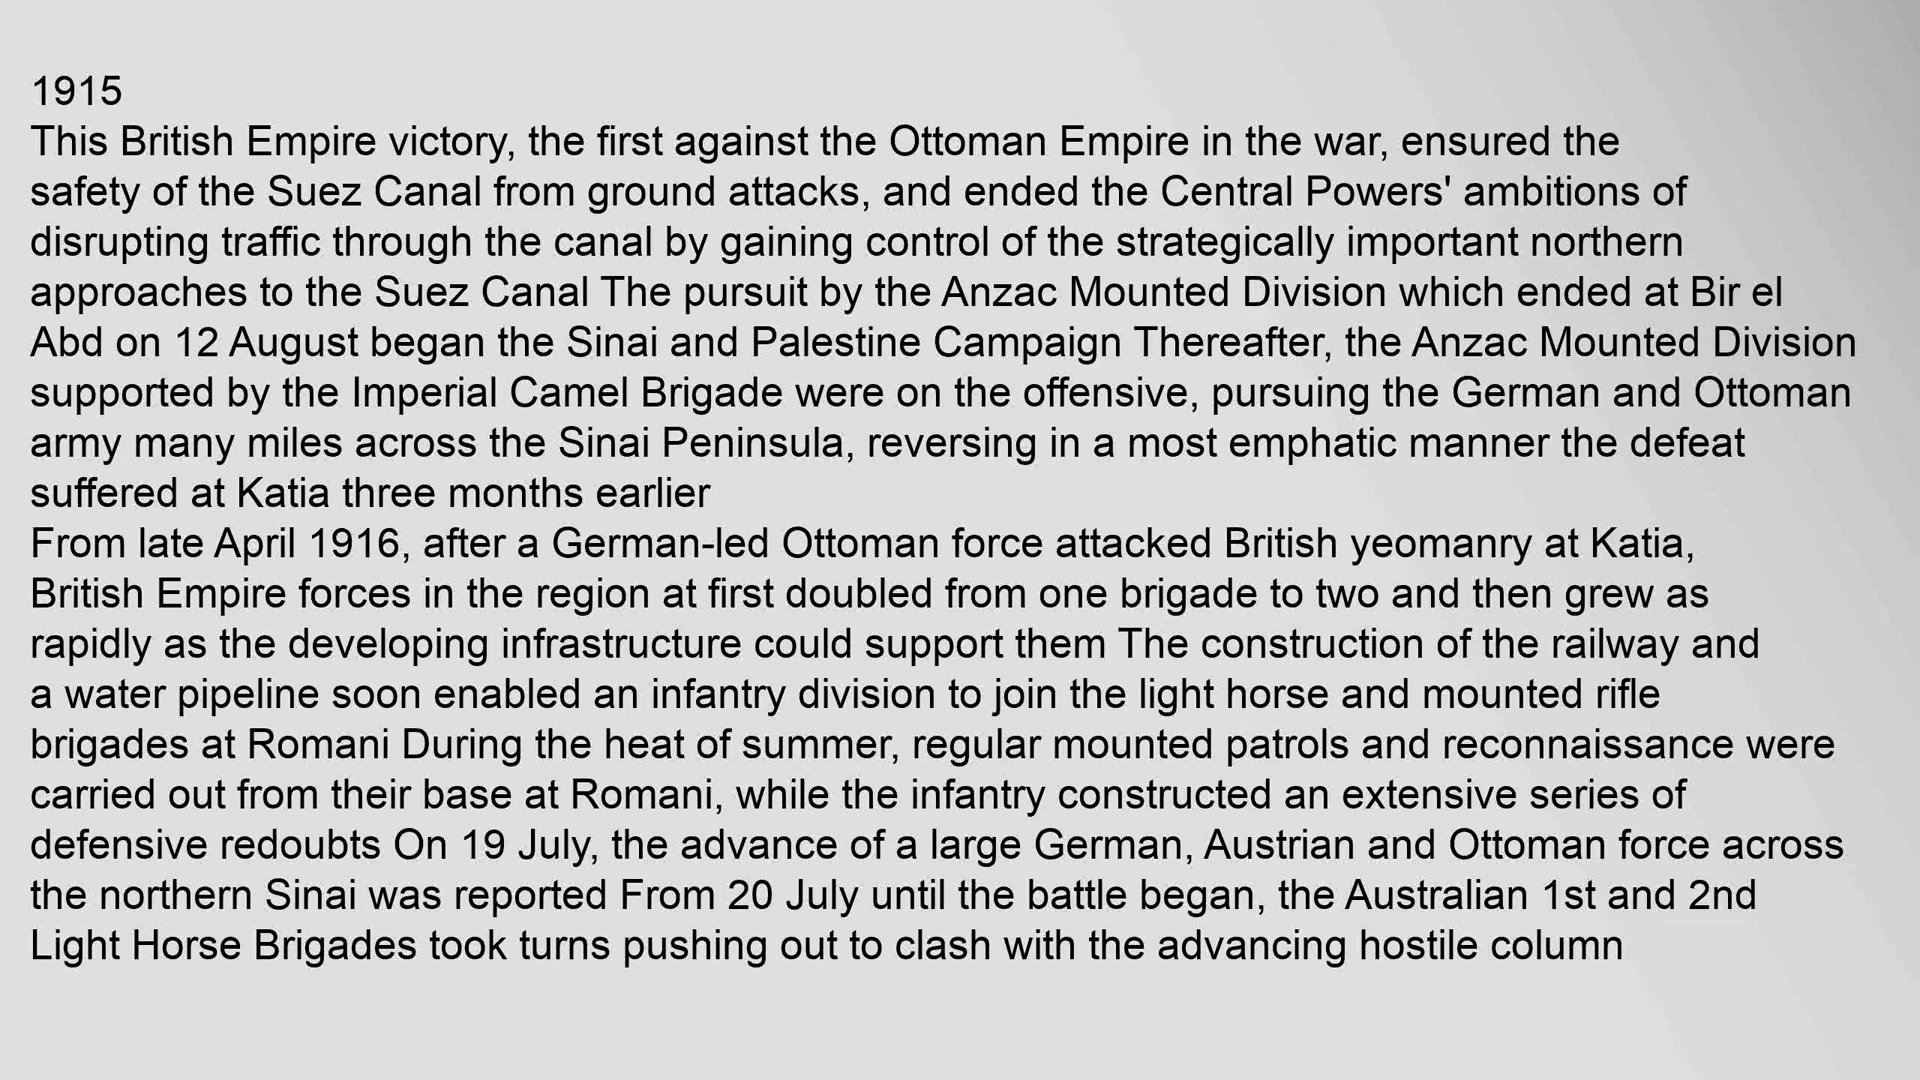 1915
This British Empire victory, the first against the Ottoman Empire in the war, ensured the
safety of the Suez Canal from ground attacks, and ended the Central Powers' ambitions of
disrupting traffic through the canal by gaining control of the strategically important northern
approaches to the Suez Canal The pursuit by the Anzac Mounted Division which ended at Bir el
Abd on 12 August began the Sinai and Palestine Campaign Thereafter, the Anzac Mounted Division
supported by the Imperial Camel Brigade were on the offensive, pursuing the German and Ottoman
army many miles across the Sinai Peninsula, reversing in a most emphatic manner the defeat
suffered at Katia three months earlier
From late April 1916, after a German-led Ottoman force attacked British yeomanry at Katia,
British Empire forces in the region at first doubled from one brigade to two and then grew as
rapidly as the developing infrastructure could support them The construction of the railway and
a water pipeline soon enabled an infantry division to join the light horse and mounted rifle
brigades at Romani During the heat of summer, regular mounted patrols and reconnaissance were
carried out from their base at Romani, while the infantry constructed an extensive series of
defensive redoubts On 19 July, the advance of a large German, Austrian and Ottoman force across
the northern Sinai was reported From 20 July until the battle began, the Australian 1st and 2nd
Light Horse Brigades took turns pushing out to clash with the advancing hostile column